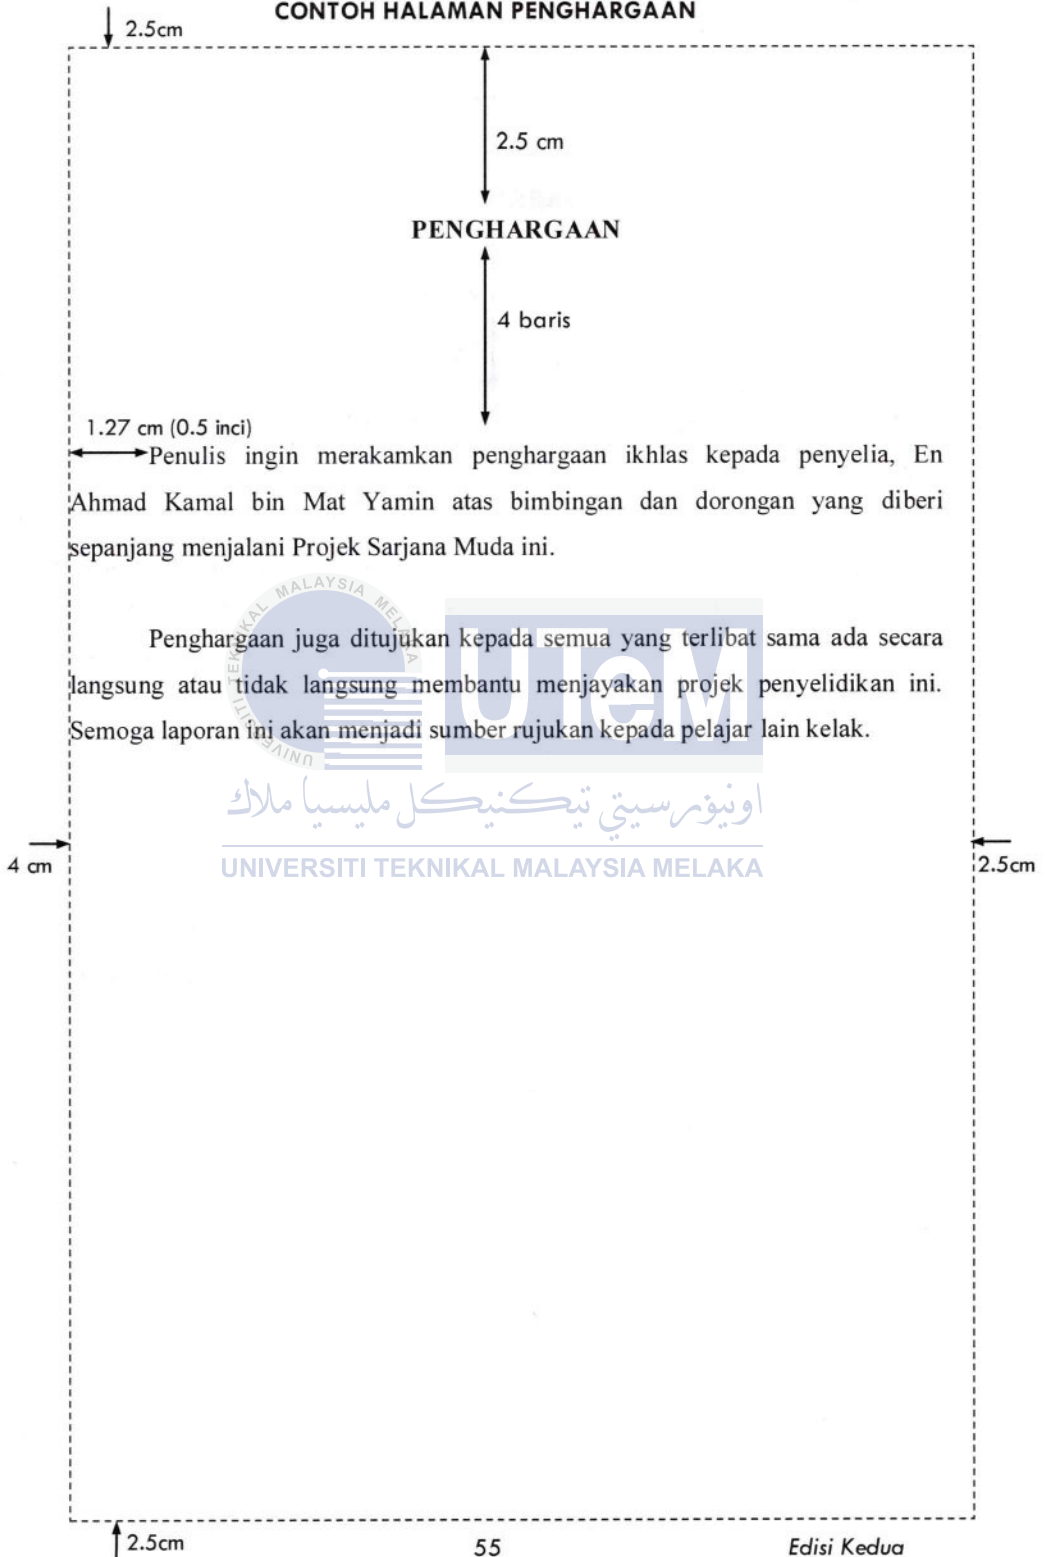 CONTOH HALAMAN PENGHARGAAN
2.5cm
2.5 cm
PENGHARGAAN
4 baris
1.27 cm (0.5 inci)
Penulis ingin merakamkan penghargaan ikhlas kepada penyelia, En
Ahmad Kamal bin Mat Yamin atas bimbingan dan dorongan yang diberi
sepanjang menjalani Projek Sarjana Muda ini.
Penghargaan juga ditujukan kepada semua yang terlibat sama ada secara
langsung atau tidak langsung membantu menjayakan projek penyelidikan ini.
Semoga laporan ini akan menjadi sumber rujukan kepada pelajar lain kelak.
UNIVERSITI TEKNIKAL MALAYSIA MELAKA
UTeM
اونيۏرسيتي تيكنيكل مليسيا ملاك
UNIVERSITI TEKNIKAL MALAYSIA MELAKA
4 cm
2.5cm
2.5cm
55
Edisi Kedua